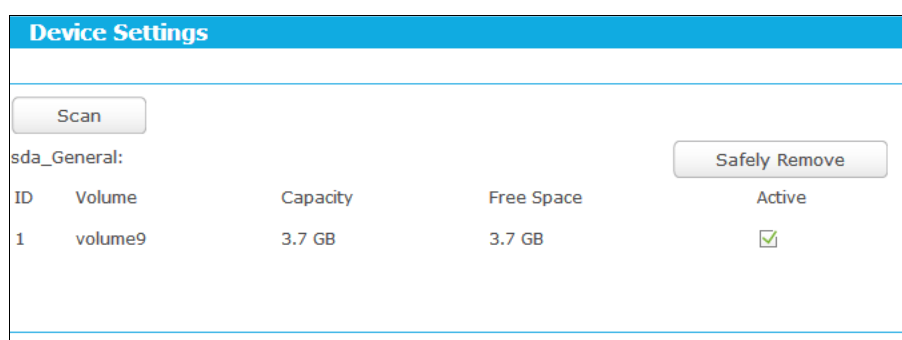 Device Settings
Scan
sda_General: Safely Remove
ID Volume Capacity Free Space Active
1 volume9 3.7 GB 3.7 GB